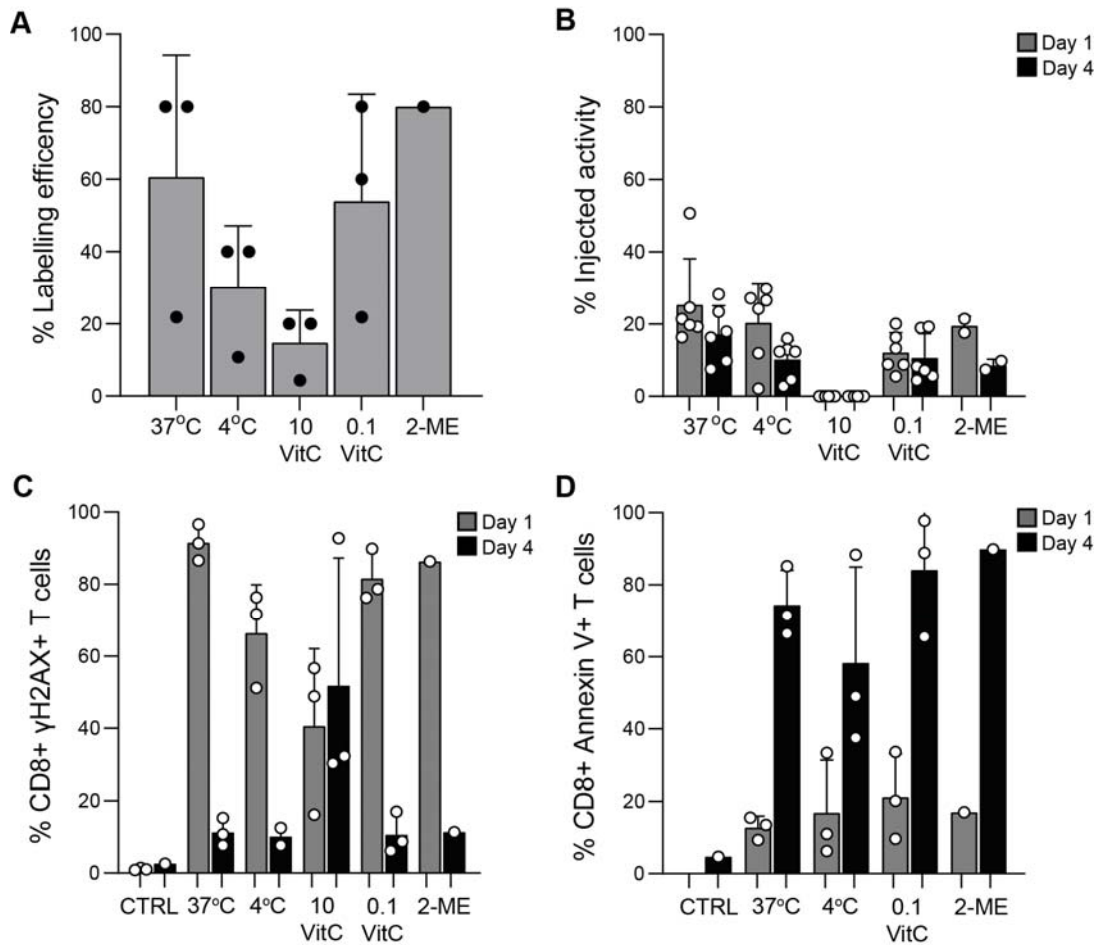 A
% Labelling efficency
100
80
60
40
20
0
37°C 4°C 10 VitC 0.1 VitC 2-ME
B
% Injected activity
100
80
60
40
20
0
Day 1
Day 4
37°C 4°C 10 VitC 0.1 VitC 2-ME
C
% CD8+ γH2AX+ T cells
100
80
60
40
20
0
Day 1
Day 4
CTRL 37°C 4°C 10 VitC 0.1 VitC 2-ME
D
% CD8+ Annexin V+ T cells
100
80
60
40
20
0
Day 1
Day 4
CTRL 37°C 4°C 0.1 VitC 2-ME